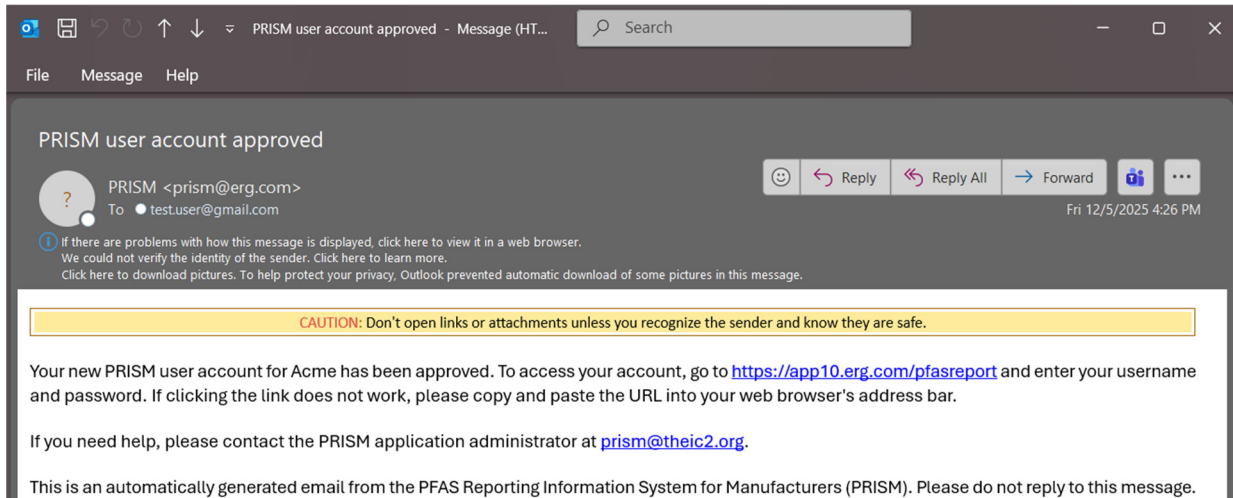 PRISM user account approved - Message (HT...
Search
File Message Help
PRISM user account approved
PRISM <prism@erg.com>
To test.user@gmail.com
Reply
Reply All
Forward
Fri 12/5/2025 4:26 PM
If there are problems with how this message is displayed, click here to view it in a web browser.
We could not verify the identity of the sender. Click here to learn more.
Click here to download pictures. To help protect your privacy, Outlook prevented automatic download of some pictures in this message.
CAUTION: Don't open links or attachments unless you recognize the sender and know they are safe.
Your new PRISM user account for Acme has been approved. To access your account, go to https://app10.erg.com/pfasreport and enter your username
and password. If clicking the link does not work, please copy and paste the URL into your web browser's address bar.
If you need help, please contact the PRISM application administrator at prism@theic2.org.
This is an automatically generated email from the PFAS Reporting Information System for Manufacturers (PRISM). Please do not reply to this message.